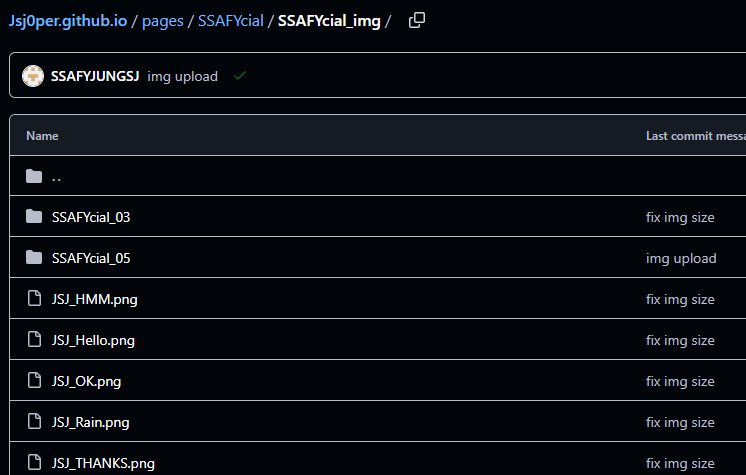 Jsj0per.github.io / pages / SSAFYcial / SSAFYcial_img /
SSAFYJUNGSJ img upload
Name Last commit messa
..
SSAFYcial_03 fix img size
SSAFYcial_05 img upload
JSJ_HMM.png fix img size
JSJ_Hello.png fix img size
JSJ_OK.png fix img size
JSJ_Rain.png fix img size
JSJ_THANKS.png fix img size